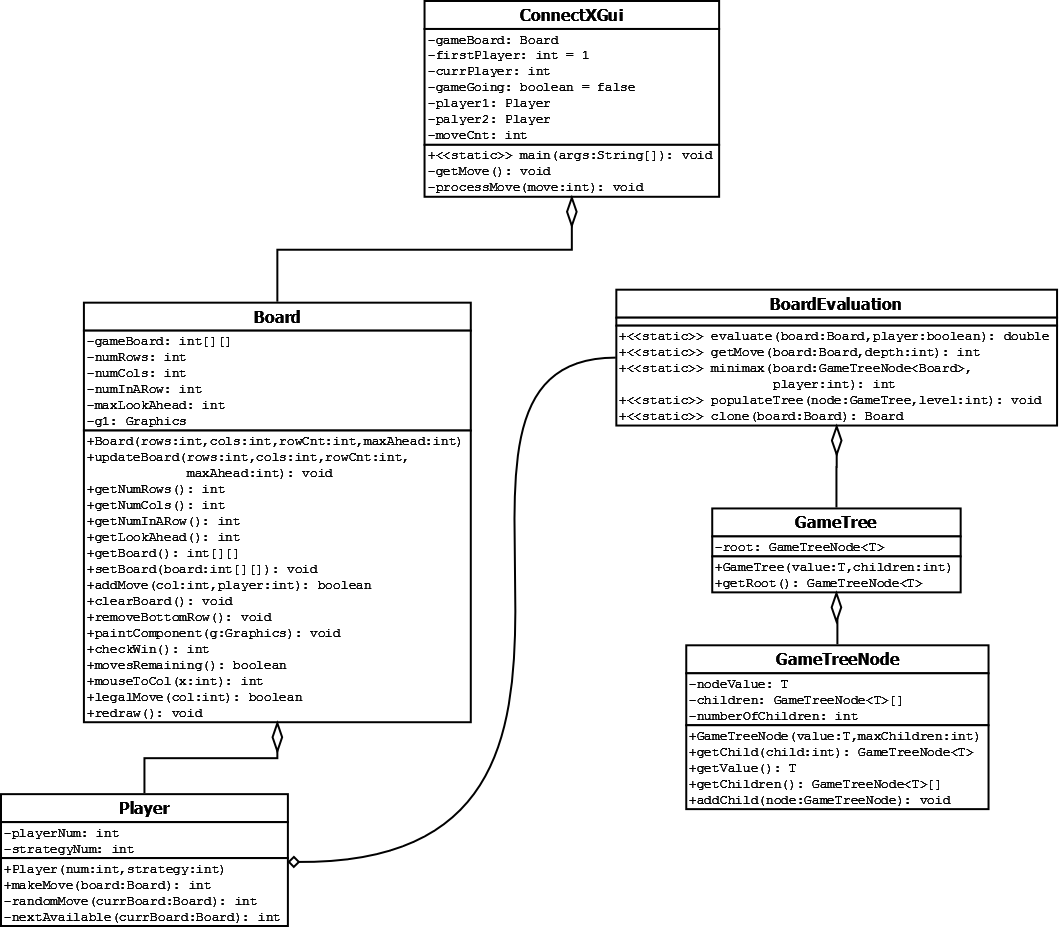 ConnectXGui
-gameBoard: Board
-firstPlayer: int = 1
-currPlayer: int
-gameGoing: boolean = false
-player1: Player
-palyer2: Player
-moveCnt: int
+<<static>> main(args:String[]): void
-getMove(): void
-processMove(move:int): void
Board
-gameBoard: int[][]
-numRows: int
-numCols: int
-numInARow: int
-maxLookAhead: int
-g1: Graphics
+Board(rows:int,cols:int,rowCnt:int,maxAhead:int)
+updateBoard(rows:int,cols:int,rowCnt:int,
maxAhead:int): void
+getNumRows(): int
+getNumCols(): int
+getNumInARow(): int
+getLookAhead(): int
+getBoard(): int[][]
+setBoard(board:int[][]): void
+addMove(col:int,player:int): boolean
+clearBoard(): void
+removeBottomRow(): void
+paintComponent(g:Graphics): void
+checkWin(): int
+movesRemaining(): boolean
+mouseToCol(x:int): int
+legalMove(col:int): boolean
+redraw(): void
BoardEvaluation
+<<static>> evaluate(board:Board,player:boolean): double
+<<static>> getMove(board:Board,depth:int): int
+<<static>> minimax(board:GameTreeNode<Board>,
player:int): int
+<<static>> populateTree(node:GameTree,level:int): void
+<<static>> clone(board:Board): Board
GameTree
-root: GameTreeNode<T>
+GameTree(value:T,children:int)
+getRoot(): GameTreeNode<T>
GameTreeNode
-nodeValue: T
-children: GameTreeNode<T>[]
-numberOfChildren: int
+GameTreeNode(value:T,maxChildren:int)
+getChild(child:int): GameTreeNode<T>
+getValue(): T
+getChildren(): GameTreeNode<T>[]
+addChild(node:GameTreeNode): void
Player
-playerNum: int
-strategyNum: int
+Player(num:int,strategy:int)
+makeMove(board:Board): int
-randomMove(currBoard:Board): int
-nextAvailable(currBoard:Board): int